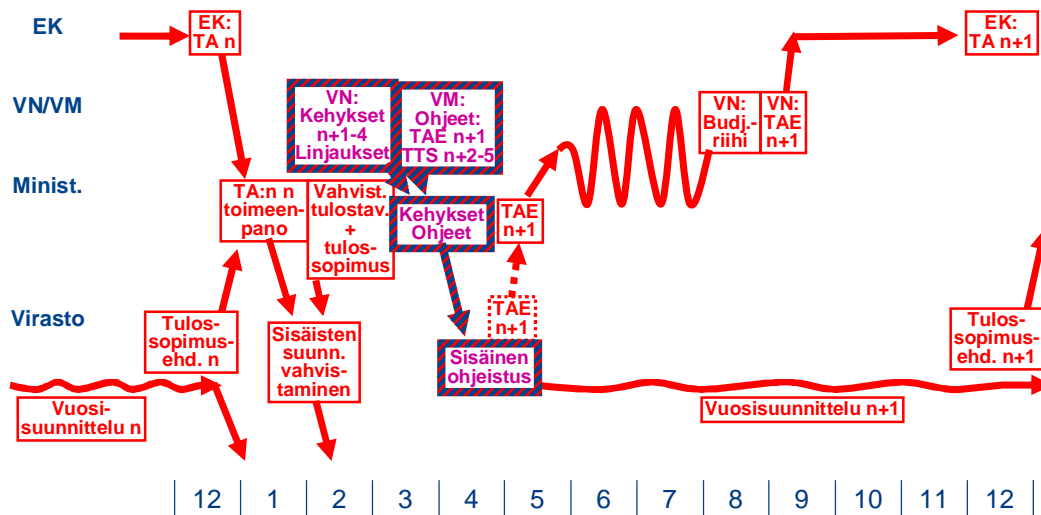 EK
EK:
TA n
EK:
TA n+1
VN/VM
VN:
Kehykset
n+1-4
Linjaukset
VM:
Ohjeet:
TAE n+1
TTS n+2-5
VN:
Budj.-
riihi
VN:
TAE
n+1
Minist.
TA:n n
toimeen-
pano
Vahvist.
tulostav.
+
tulos-
sopimus
Kehykset
Ohjeet
TAE
n+1
Virasto
Tulos-
sopimus-
ehd. n
Sisäisten
suunn.
vahvis-
taminen
TAE
n+1
Sisäinen
ohjeistus
Tulos-
sopimus-
ehd. n+1
Vuosi-
suunnittelu n
Vuosisuunnittelu n+1
12 1 2 3 4 5 6 7 8 9 10 11 12